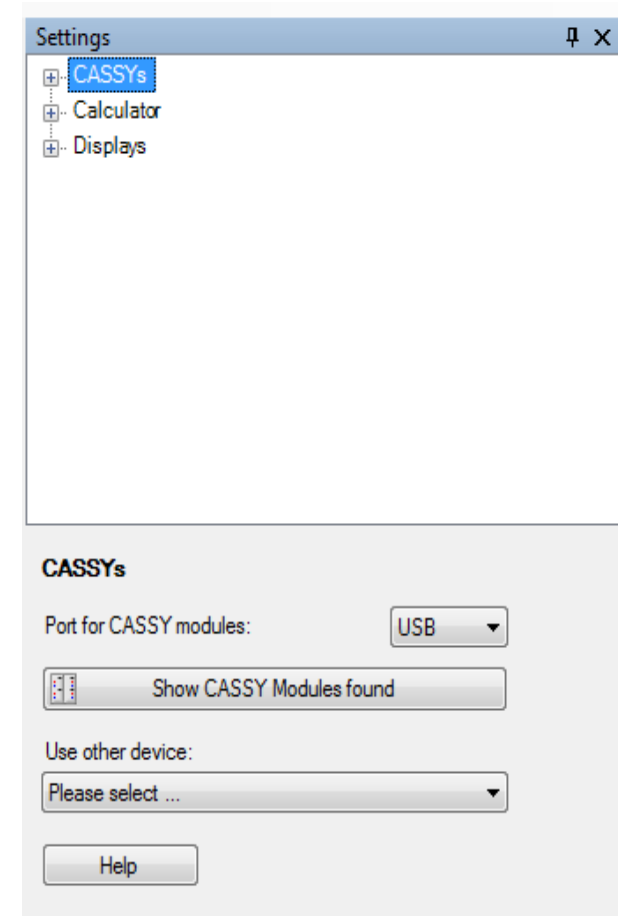 Settings
CASSYs
Calculator
Displays
CASSYs
Port for CASSY modules: USB
Show CASSY Modules found
Use other device:
Please select ...
Help